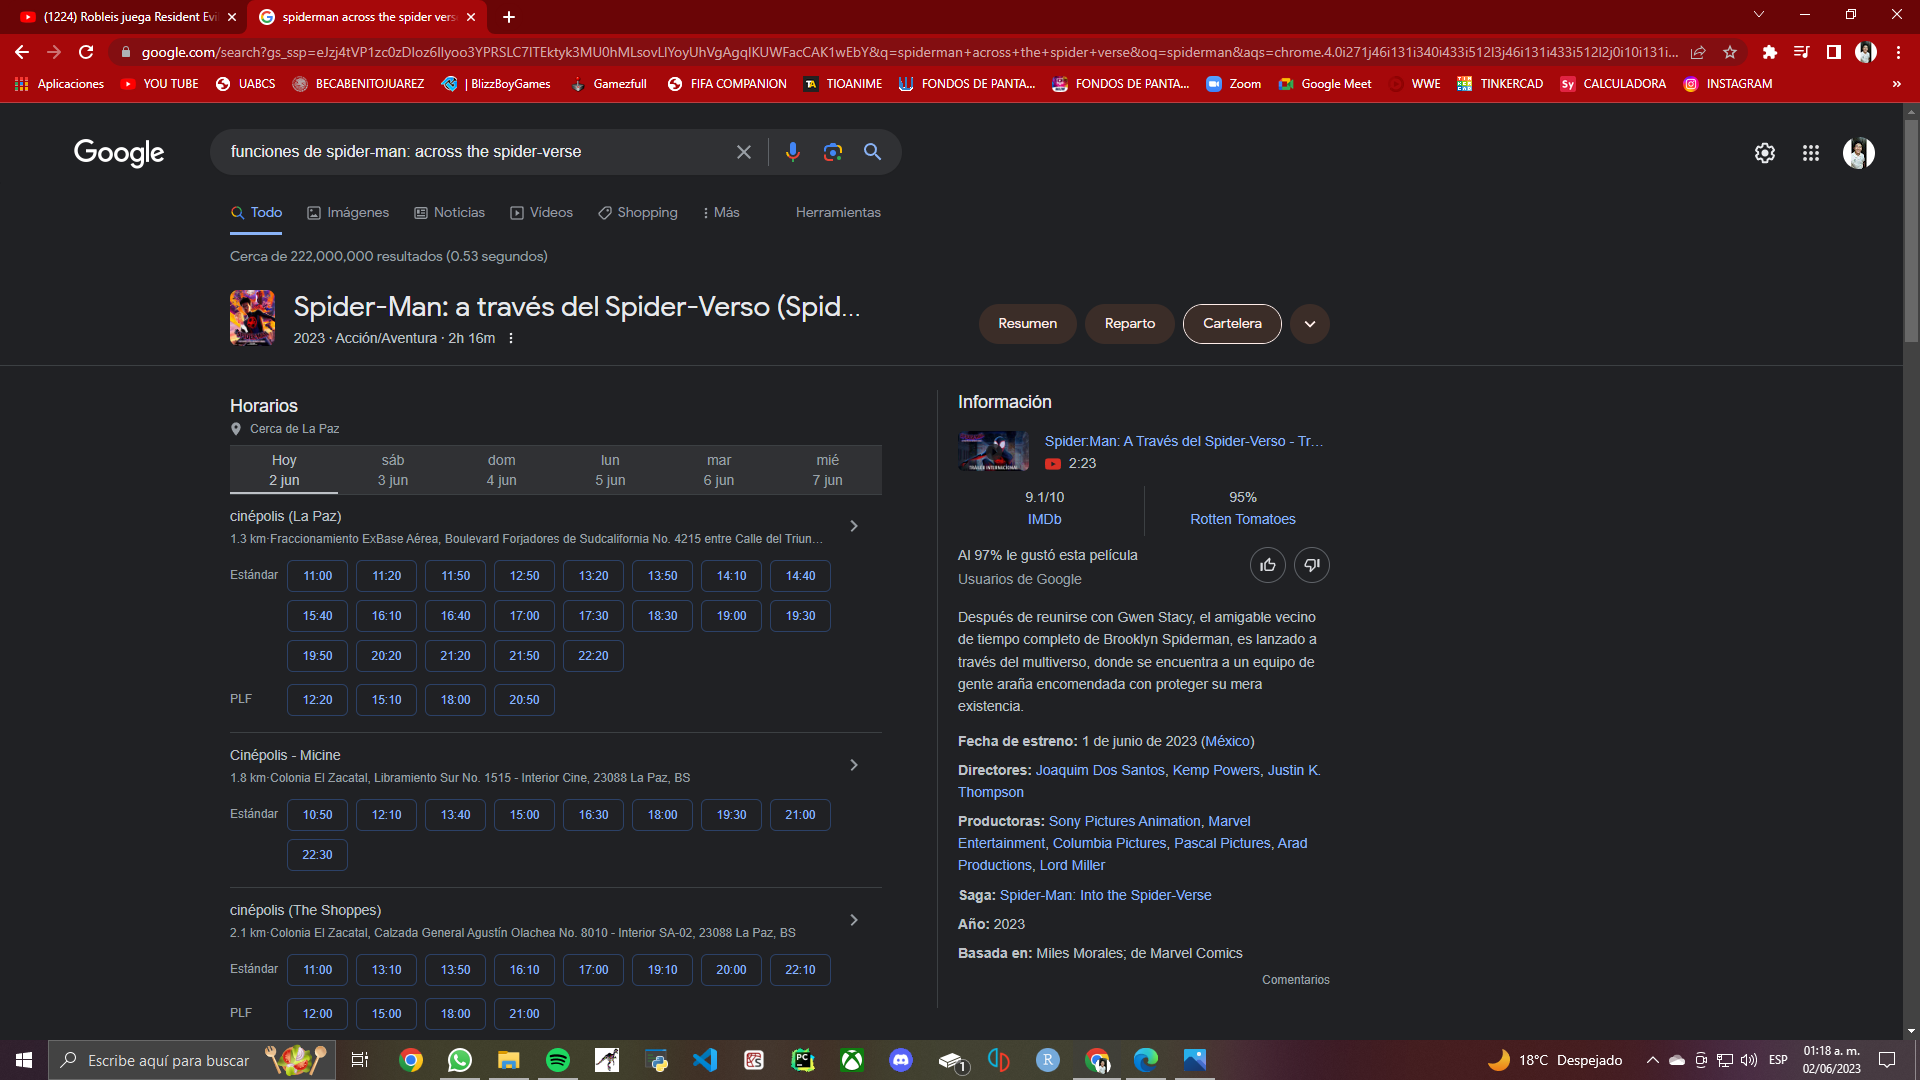 (1224) Robleis juega Resident Evi
spiderman across the spider vers
google.com/search?gs_ssp=eJzj4tVP1zc0zDIoz6Ilyoo3YPRSLC7ITEktyk3MU0hMLsovLlYoyUhVgAgqlKUWFacCAK1wEbY&q=spiderman+across+the+spider+verse&oq=spiderman&aqs=chrome.4.0i271j46i131i340i433i512l3j46i131i433i512l2j0i10i131i...
Aplicaciones
YOU TUBE
UABCS
BECABENITOJUAREZ
| BlizzBoyGames
Gamezfull
FIFA COMPANION
TIOANIME
FONDOS DE PANTA...
FONDOS DE PANTA...
Zoom
Google Meet
WWE
TINKERCAD
CALCULADORA
INSTAGRAM
Google
funciones de spider-man: across the spider-verse
Todo
Imágenes
Noticias
Vídeos
Shopping
Más
Herramientas
Cerca de 222,000,000 resultados (0.53 segundos)
Spider-Man: a través del Spider-Verso (Spid...
2023 · Acción/Aventura · 2h 16m
Resumen
Reparto
Cartelera
Horarios
Cerca de La Paz
Hoy sáb dom lun mar mié
2 jun 3 jun 4 jun 5 jun 6 jun 7 jun
cinépolis (La Paz)
1.3 km·Fraccionamiento ExBase Aérea, Boulevard Forjadores de Sudcalifornia No. 4215 entre Calle del Triun...
Estándar 11:00 11:20 11:50 12:50 13:20 13:50 14:10 14:40
15:40 16:10 16:40 17:00 17:30 18:30 19:00 19:30
19:50 20:20 21:20 21:50 22:20
PLF 12:20 15:10 18:00 20:50
Cinépolis - Micine
1.8 km·Colonia El Zacatal, Libramiento Sur No. 1515 - Interior Cine, 23088 La Paz, BS
Estándar 10:50 12:10 13:40 15:00 16:30 18:00 19:30 21:00
22:30
cinépolis (The Shoppes)
2.1 km·Colonia El Zacatal, Calzada General Agustín Olachea No. 8010 - Interior SA-02, 23088 La Paz, BS
Estándar 11:00 13:10 13:50 16:10 17:00 19:10 20:00 22:10
PLF 12:00 15:00 18:00 21:00
Información
Spider:Man: A Través del Spider-Verso - Tr...
2:23
9.1/10 95%
IMDb Rotten Tomatoes
Al 97% le gustó esta película
Usuarios de Google
Después de reunirse con Gwen Stacy, el amigable vecino
de tiempo completo de Brooklyn Spiderman, es lanzado a
través del multiverso, donde se encuentra a un equipo de
gente araña encomendada con proteger su mera
existencia.
Fecha de estreno: 1 de junio de 2023 (México)
Directores: Joaquim Dos Santos, Kemp Powers, Justin K.
Thompson
Productoras: Sony Pictures Animation, Marvel
Entertainment, Columbia Pictures, Pascal Pictures, Arad
Productions, Lord Miller
Saga: Spider-Man: Into the Spider-Verse
Año: 2023
Basada en: Miles Morales; de Marvel Comics
Comentarios
Escribe aquí para buscar
18°C Despejado
ESP
01:18 a. m.
02/06/2023